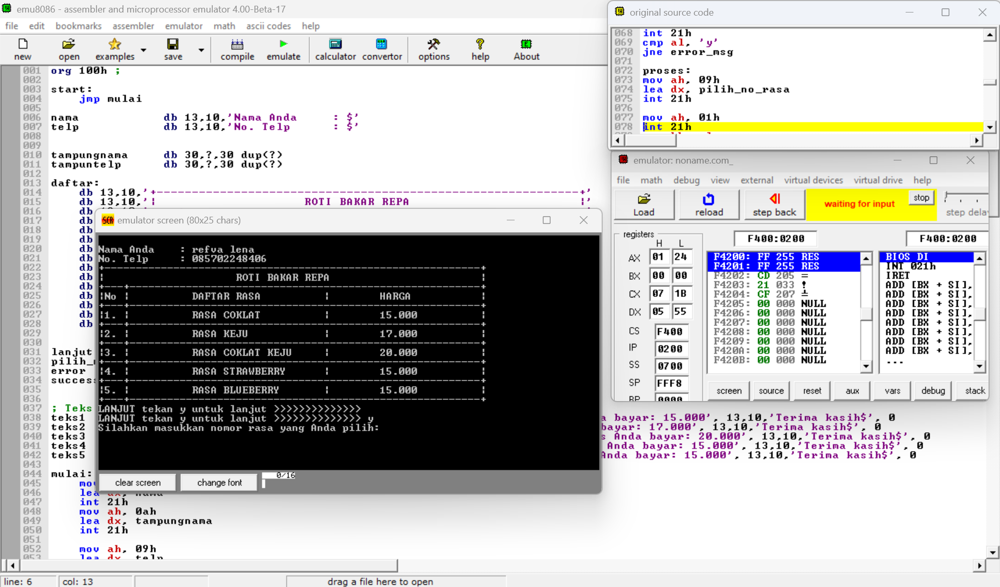 emu8086 - assembler and microprocessor emulator 4.00-Beta-17
file edit bookmarks assembler emulator math ascii codes help
new open examples save compile emulate calculator convertor options help About
001 org 100h ;
002
003 start:
004 jmp mulai
005
006 nama db 13,10,'Nama Anda : $'
007 telp db 13,10,'No. Telp : $'
008
009
010 tampungnama db 30,?,30 dup(?)
011 tampuntelp db 30,?,30 dup(?)
012
013 daftar:
014 db 13,10,'+---------------------------------------------------------------+'
015 db 13,10,'| ROTI BAKAR REPA |'
016 db
017 db
018 db
019 db
020 db
021 db
022 db
023 db
024 db
025 db
026 db
027 db
028 db
029
030
031 lanjut
032 pilih_
033 error
034 success
035
036
037 ; Teks
038 teks1 a bayar: 15.000', 13,10,'Terima kasih$', 0
039 teks2 bayar: 17.000', 13,10,'Terima kasih$', 0
040 teks3 s Anda bayar: 20.000', 13,10,'Terima kasih$', 0
041 teks4 Anda bayar: 15.000', 13,10,'Terima kasih$', 0
042 teks5 Anda bayar: 15.000', 13,10,'Terima kasih$', 0
043
044 mulai:
045 mov
046 lea dx, nama
047 int 21h
048 mov ah, 0ah
049 lea dx, tampungnama
050 int 21h
051
052 mov ah, 09h
053 lea dx, telp
line: 6 col: 13 drag a file here to open
emulator screen (80x25 chars)
Nama Anda : refva lena
No. Telp : 085702248406
+---------------------------------------------------------------+
| ROTI BAKAR REPA |
+---+-----------------------------------------------------------+
|No | DAFTAR RASA | HARGA |
+---+-----------------------------------------------------------+
|1. | RASA COKLAT | 15.000 |
+---+-----------------------------------------------------------+
|2. | RASA KEJU | 17.000 |
+---+-----------------------------------------------------------+
|3. | RASA COKLAT KEJU | 20.000 |
+---+-----------------------------------------------------------+
|4. | RASA STRAWBERRY | 15.000 |
+---+-----------------------------------------------------------+
|5. | RASA BLUEBERRY | 15.000 |
+---+-----------------------------------------------------------+
LANJUT tekan y untuk lanjut >>>>>>>>>>>>>>
LANJUT tekan y untuk lanjut >>>>>>>>>>>>>> y
Silahkan masukkan nomor rasa yang Anda pilih:
clear screen change font 0/16
original source code
068 int 21h
069 cmp al, 'y'
070 jne error_msg
071
072 proses:
073 mov ah, 09h
074 lea dx, pilih_no_rasa
075 int 21h
076
077 mov ah, 01h
078 int 21h
emulator: noname.com_
file math debug view external virtual devices virtual drive help
Load reload step back waiting for input stop step delay
registers F400:0200 F400:0200
H L
AX 01 24
BX 00 00
CX 07 1B
DX 05 55
CS F400
IP 0200
SS 0700
SP FFF8
BP 0000
F4200: FF 255 RES
F4201: FF 255 RES
F4202: CD 205 =
F4203: 21 033 !
F4204: CF 207 ╧
F4205: 00 000 NULL
F4206: 00 000 NULL
F4207: 00 000 NULL
F4208: 00 000 NULL
F4209: 00 000 NULL
F420A: 00 000 NULL
F420B: 00 000 NULL
BIOS DI
INT 021h
IRET
ADD [BX + SI],
ADD [BX + SI],
ADD [BX + SI],
ADD [BX + SI],
ADD [BX + SI],
ADD [BX + SI],
ADD [BX + SI],
ADD [BX + SI],
...
screen source reset aux vars debug stack